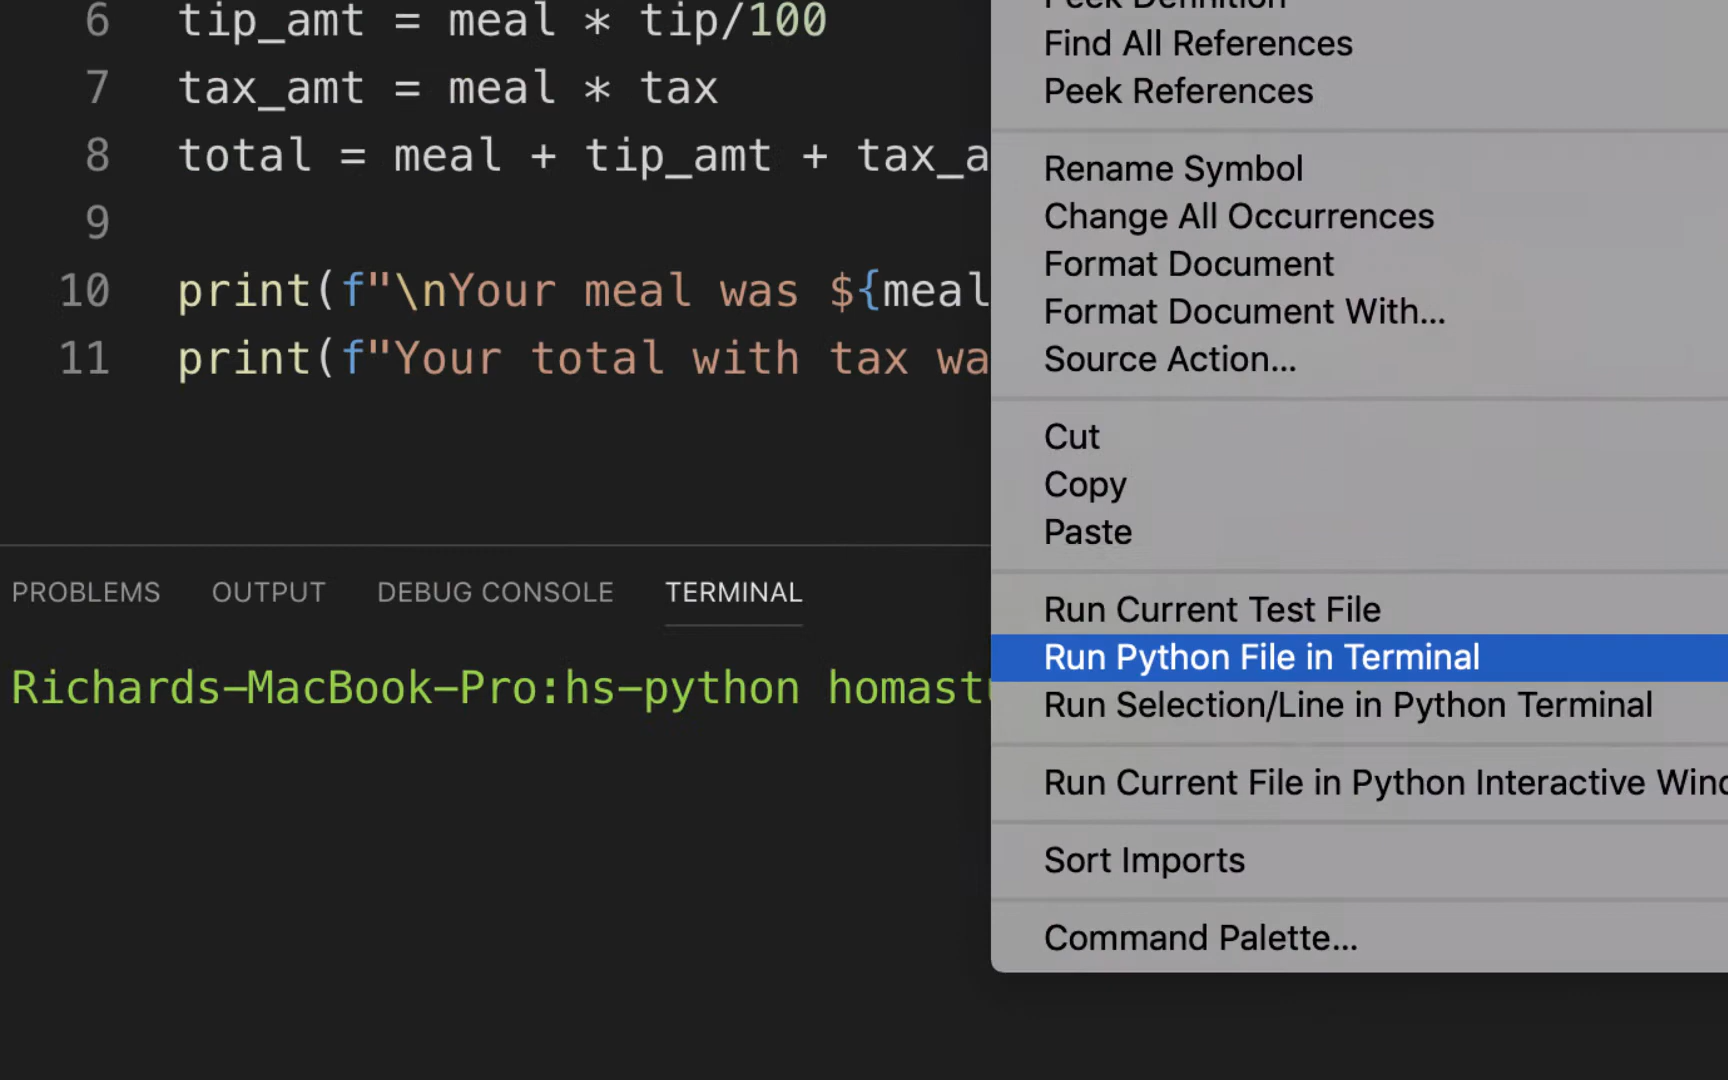 6 tip_amt = meal * tip/100
7 tax_amt = meal * tax
8 total = meal + tip_amt + tax_a
9
10 print(f"\nYour meal was ${meal
11 print(f"Your total with tax wa
Peek Definition
Find All References
Peek References
Rename Symbol
Change All Occurrences
Format Document
Format Document With...
Source Action...
Cut
Copy
Paste
Run Current Test File
Run Python File in Terminal
Run Selection/Line in Python Terminal
Run Current File in Python Interactive Wind
Sort Imports
Command Palette...
PROBLEMS OUTPUT DEBUG CONSOLE TERMINAL
Richards-MacBook-Pro:hs-python homast